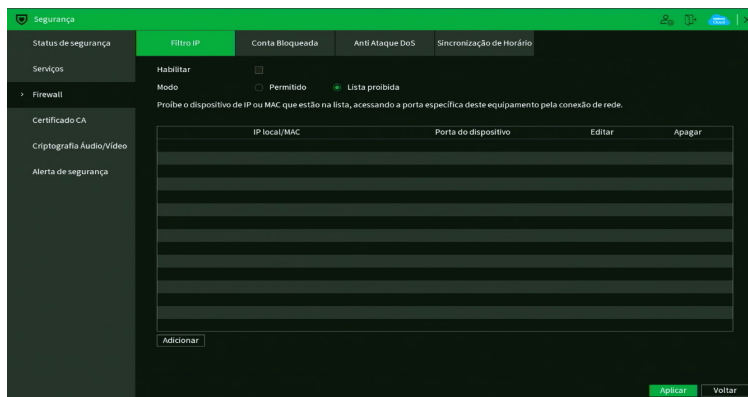 Segurança
Status de segurança
Serviços
Firewall
Certificado CA
Criptografia Áudio/Vídeo
Alerta de segurança
Filtro IP
Conta Bloqueada
Anti Ataque DoS
Sincronização de Horário
Habilitar
Modo
Permitido
Lista proibida
Proíbe o dispositivo de IP ou MAC que estão na lista, acessando a porta específica deste equipamento pela conexão de rede.
IP local/MAC
Porta do dispositivo
Editar
Apagar
Adicionar
Aplicar
Voltar